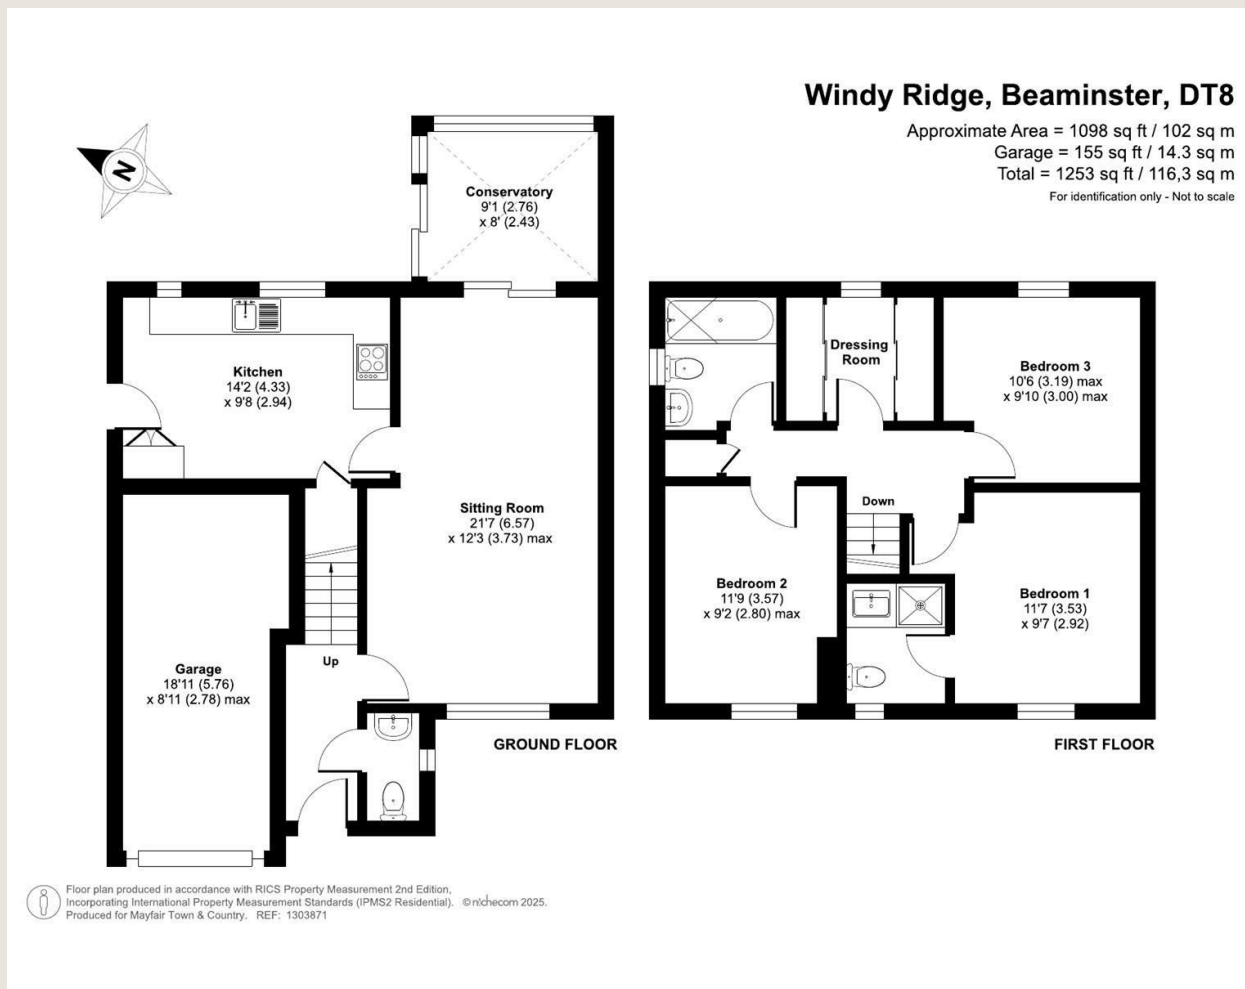 Windy Ridge, Beaminster, DT8
Approximate Area = 1098 sq ft / 102 sq m
Garage = 155 sq ft / 14.3 sq m
Total = 1253 sq ft / 116,3 sq m
For identification only - Not to scale
N
Conservatory
9'1 (2.76)
x 8' (2.43)
Kitchen
14'2 (4.33)
x 9'8 (2.94)
Sitting Room
21'7 (6.57)
x 12'3 (3.73) max
Garage
18'11 (5.76)
x 8'11 (2.78) max
Up
GROUND FLOOR
Dressing
Room
Bedroom 3
10'6 (3.19) max
x 9'10 (3.00) max
Down
Bedroom 2
11'9 (3.57)
x 9'2 (2.80) max
Bedroom 1
11'7 (3.53)
x 9'7 (2.92)
FIRST FLOOR
Floor plan produced in accordance with RICS Property Measurement 2nd Edition,
Incorporating International Property Measurement Standards (IPMS2 Residential). © nichecom 2025.
Produced for Mayfair Town & Country. REF: 1303871